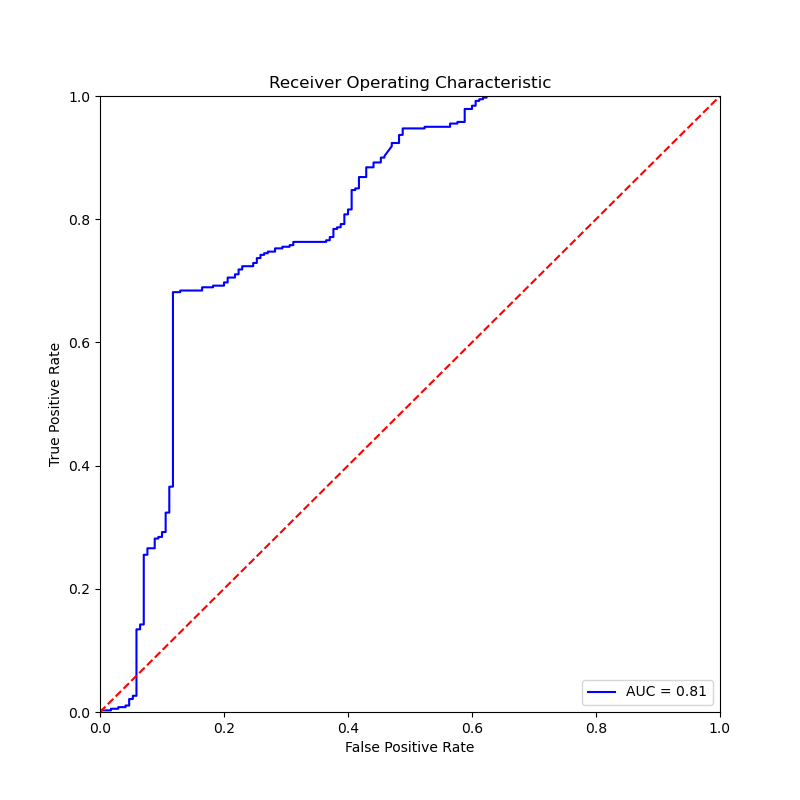 Receiver Operating Characteristic
1.0
0.8
0.6
0.4
0.2
0.0
True Positive Rate
AUC = 0.81
0.0 0.2 0.4 0.6 0.8 1.0
False Positive Rate